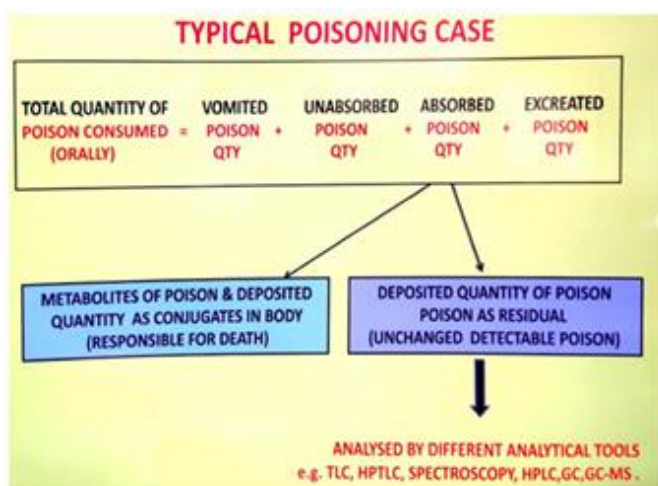 TYPICAL POISONING CASE
TOTAL QUANTITY OF VOMITED UNABSORBED ABSORBED EXCREATED
POISON CONSUMED = POISON + POISON + POISON + POISON
(ORALLY) QTY QTY QTY QTY
METABOLITES OF POISON & DEPOSITED
QUANTITY AS CONJUGATES IN BODY
(RESPONSIBLE FOR DEATH)
DEPOSITED QUANTITY OF POISON
POISON AS RESIDUAL
(UNCHANGED DETECTABLE POISON)
ANALYSED BY DIFFERENT ANALYTICAL TOOLS
e.g. TLC, HPTLC, SPECTROSCOPY, HPLC,GC,GC-MS .